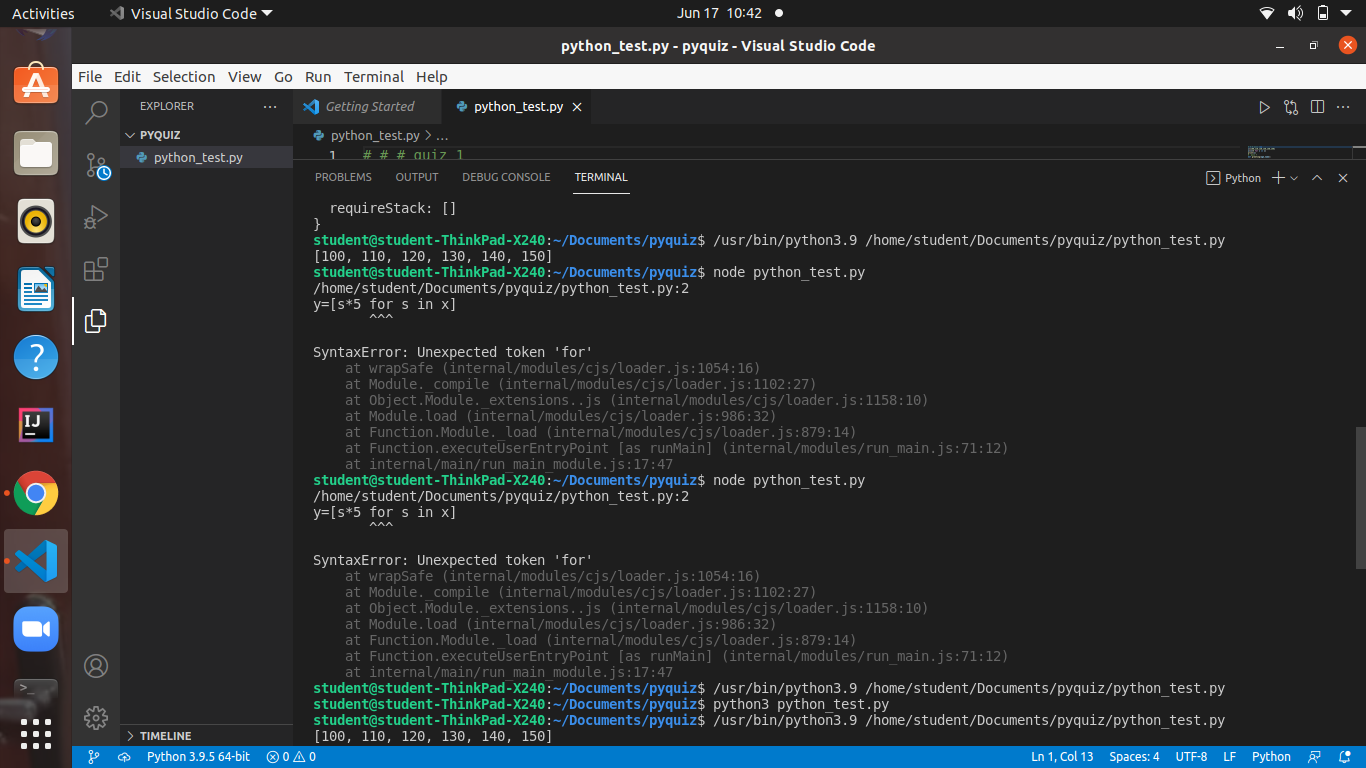 Activities
Visual Studio Code
Jun 17 10:42
python_test.py - pyquiz - Visual Studio Code
File Edit Selection View Go Run Terminal Help
EXPLORER
Getting Started
python_test.py
PYQUIZ
python_test.py > ...
python_test.py
1 # # # quiz 1
PROBLEMS OUTPUT DEBUG CONSOLE TERMINAL
Python
requireStack: []
}
student@student-ThinkPad-X240:~/Documents/pyquiz$ /usr/bin/python3.9 /home/student/Documents/pyquiz/python_test.py
[100, 110, 120, 130, 140, 150]
student@student-ThinkPad-X240:~/Documents/pyquiz$ node python_test.py
/home/student/Documents/pyquiz/python_test.py:2
y=[s*5 for s in x]
^^^
SyntaxError: Unexpected token 'for'
at wrapSafe (internal/modules/cjs/loader.js:1054:16)
at Module._compile (internal/modules/cjs/loader.js:1102:27)
at Object.Module._extensions..js (internal/modules/cjs/loader.js:1158:10)
at Module.load (internal/modules/cjs/loader.js:986:32)
at Function.Module._load (internal/modules/cjs/loader.js:879:14)
at Function.executeUserEntryPoint [as runMain] (internal/modules/run_main.js:71:12)
at internal/main/run_main_module.js:17:47
student@student-ThinkPad-X240:~/Documents/pyquiz$ node python_test.py
/home/student/Documents/pyquiz/python_test.py:2
y=[s*5 for s in x]
^^^
SyntaxError: Unexpected token 'for'
at wrapSafe (internal/modules/cjs/loader.js:1054:16)
at Module._compile (internal/modules/cjs/loader.js:1102:27)
at Object.Module._extensions..js (internal/modules/cjs/loader.js:1158:10)
at Module.load (internal/modules/cjs/loader.js:986:32)
at Function.Module._load (internal/modules/cjs/loader.js:879:14)
at Function.executeUserEntryPoint [as runMain] (internal/modules/run_main.js:71:12)
at internal/main/run_main_module.js:17:47
student@student-ThinkPad-X240:~/Documents/pyquiz$ /usr/bin/python3.9 /home/student/Documents/pyquiz/python_test.py
student@student-ThinkPad-X240:~/Documents/pyquiz$ python3 python_test.py
student@student-ThinkPad-X240:~/Documents/pyquiz$ /usr/bin/python3.9 /home/student/Documents/pyquiz/python_test.py
[100, 110, 120, 130, 140, 150]
TIMELINE
IJ
Python 3.9.5 64-bit
0 0
Ln 1, Col 13
Spaces: 4
UTF-8
LF
Python